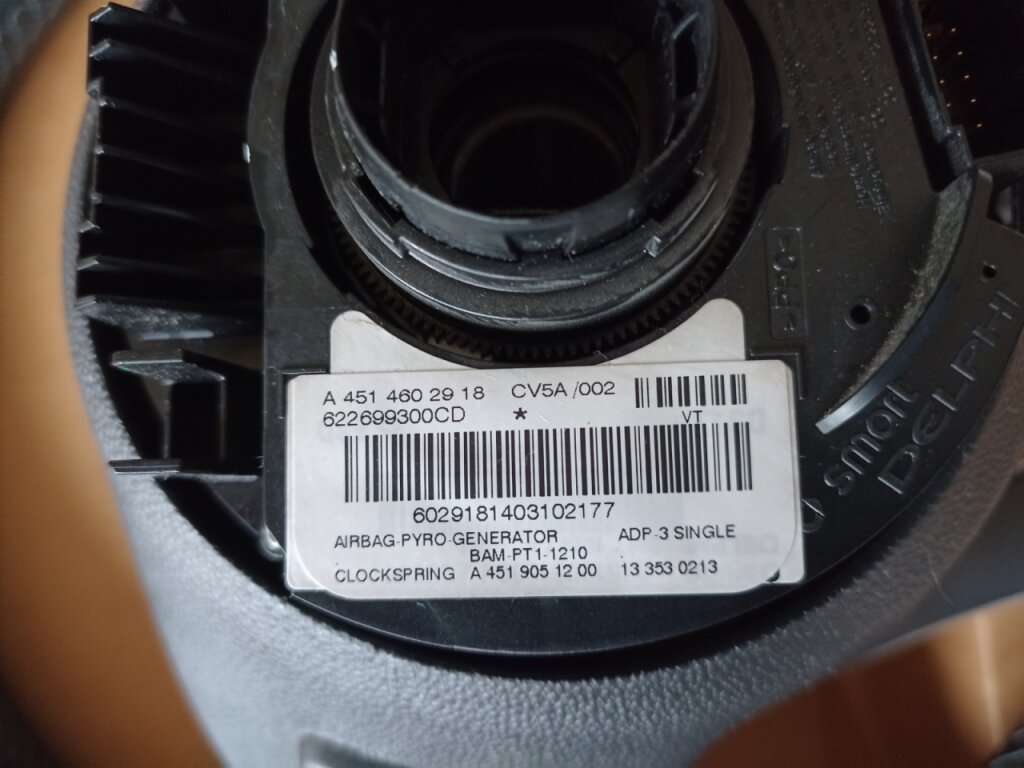 A 451 460 29 18 CV5A /002
622699300CD * VT
6029181403102177
AIRBAG-PYRO-GENERATOR ADP-3 SINGLE
BAM-PT1-1210
CLOCKSPRING A 451 905 12 00 13 353 0213
smart
DELPHI